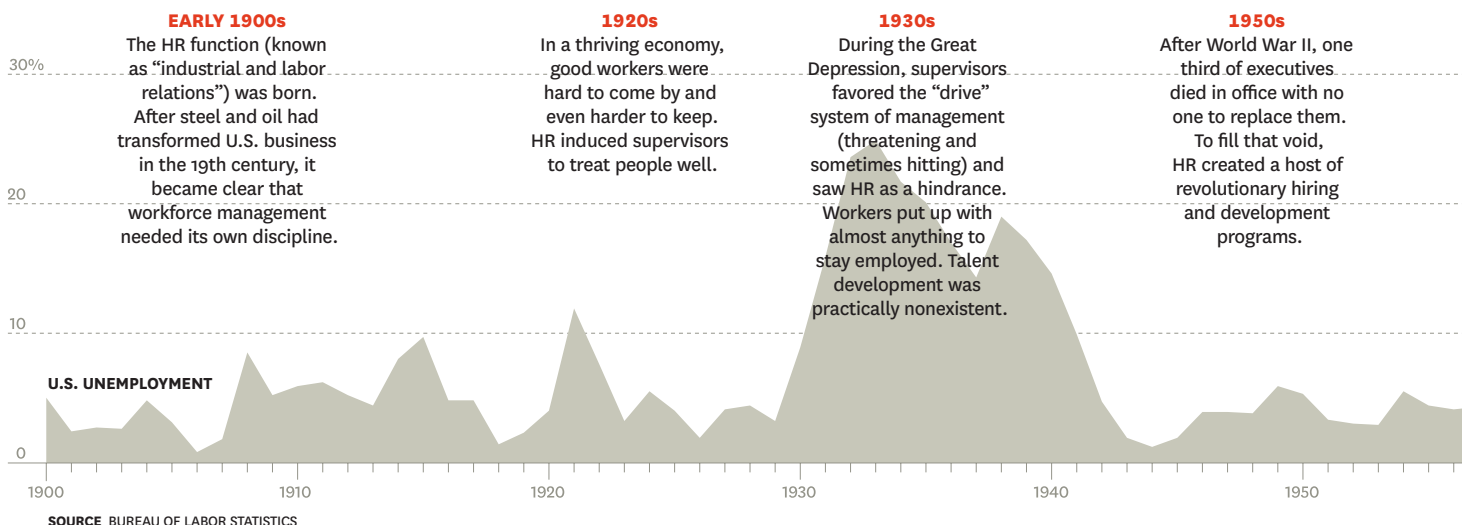 EARLY 1900s
The HR function (known
as “industrial and labor
relations”) was born.
After steel and oil had
transformed U.S. business
in the 19th century, it
became clear that
workforce management
needed its own discipline.
1920s
In a thriving economy,
good workers were
hard to come by and
even harder to keep.
HR induced supervisors
to treat people well.
1930s
During the Great
Depression, supervisors
favored the “drive”
system of management
(threatening and
sometimes hitting) and
saw HR as a hindrance.
Workers put up with
almost anything to
stay employed. Talent
development was
practically nonexistent.
1950s
After World War II, one
third of executives
died in office with no
one to replace them.
To fill that void,
HR created a host of
revolutionary hiring
and development
programs.
30%
20
10
U.S. UNEMPLOYMENT
0
1900
1910
1920
1930
1940
1950
SOURCE BUREAU OF LABOR STATISTICS